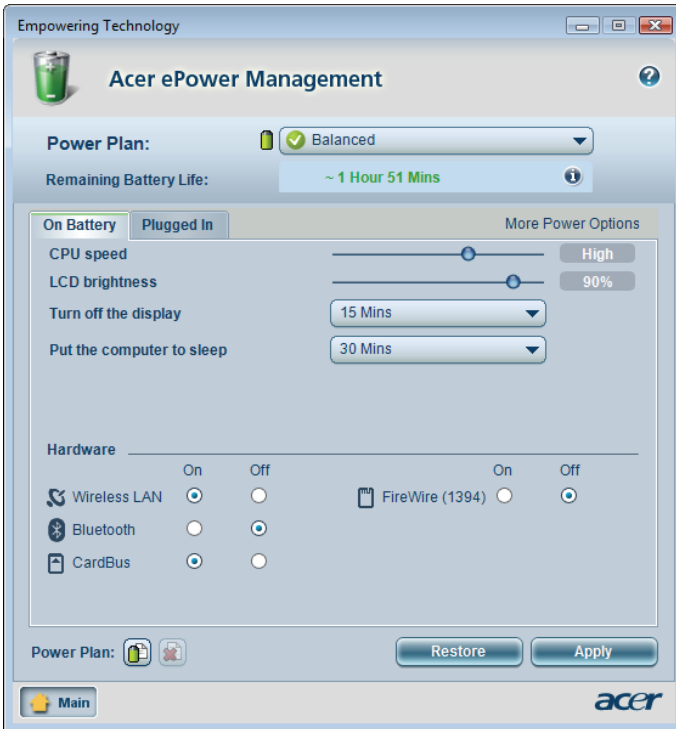 Empowering Technology
Acer ePower Management
Power Plan: Balanced
Remaining Battery Life: ~ 1 Hour 51 Mins
On Battery Plugged In More Power Options
CPU speed High
LCD brightness 90%
Turn off the display 15 Mins
Put the computer to sleep 30 Mins
Hardware
On Off On Off
Wireless LAN FireWire (1394)
Bluetooth
CardBus
Power Plan: Restore Apply
Main acer